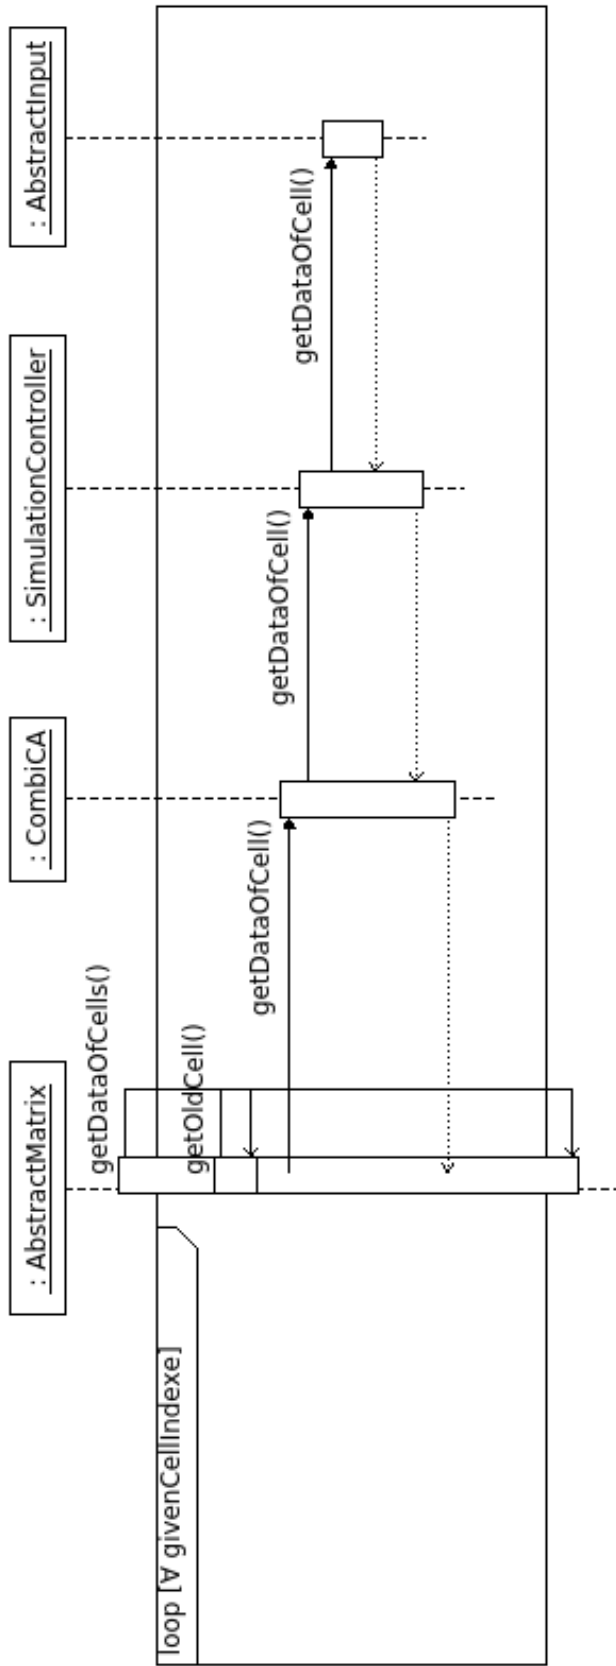 : AbstractMatrix
: CombiCA
: SimulationController
: AbstractInput
getDataOfCells()
loop [∀ givenCellIndexe]
getOldCell()
getDataOfCell()
getDataOfCell()
getDataOfCell()